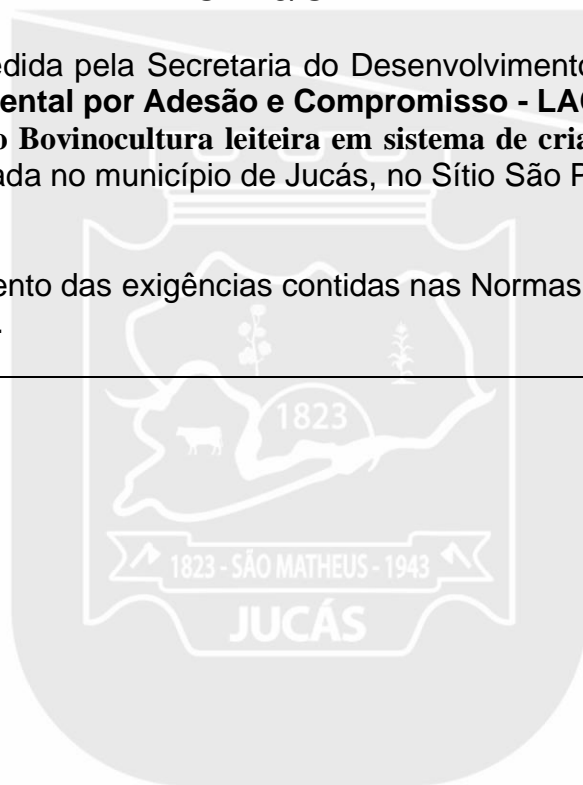 edida pela Secretaria do Desenvolvimento
ental por Adesão e Compromisso - LAC
o Bovinocultura leiteira em sistema de cria
ada no município de Jucás, no Sítio São
ento das exigências contidas nas Normas
1823
1823 - SÃO MATHEUS - 1943
JUCÁS